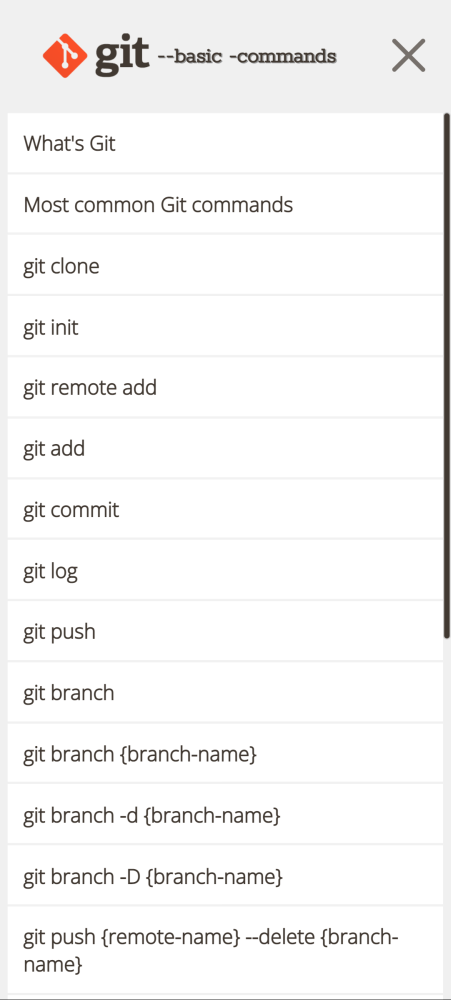 git --basic -commands
What's Git
Most common Git commands
git clone
git init
git remote add
git add
git commit
git log
git push
git branch
git branch {branch-name}
git branch -d {branch-name}
git branch -D {branch-name}
git push {remote-name} --delete {branch-
name}